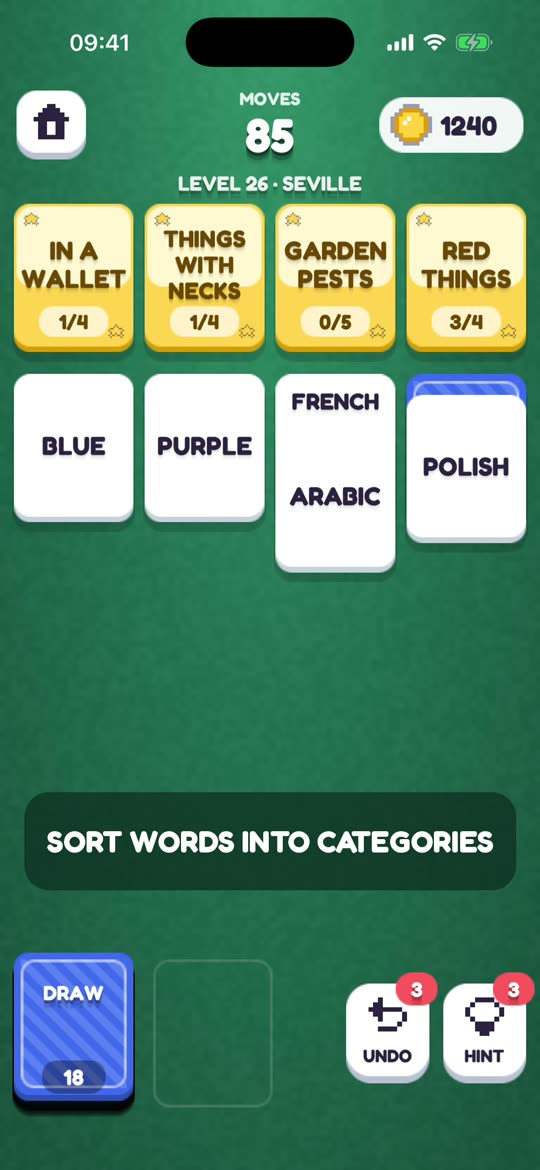 09:41
MOVES
85
1240
LEVEL 26 · SEVILLE
IN A
WALLET
1/4
THINGS
WITH
NECKS
1/4
GARDEN
PESTS
0/5
RED
THINGS
3/4
BLUE
PURPLE
FRENCH
ARABIC
POLISH
SORT WORDS INTO CATEGORIES
DRAW
18
3
UNDO
3
HINT